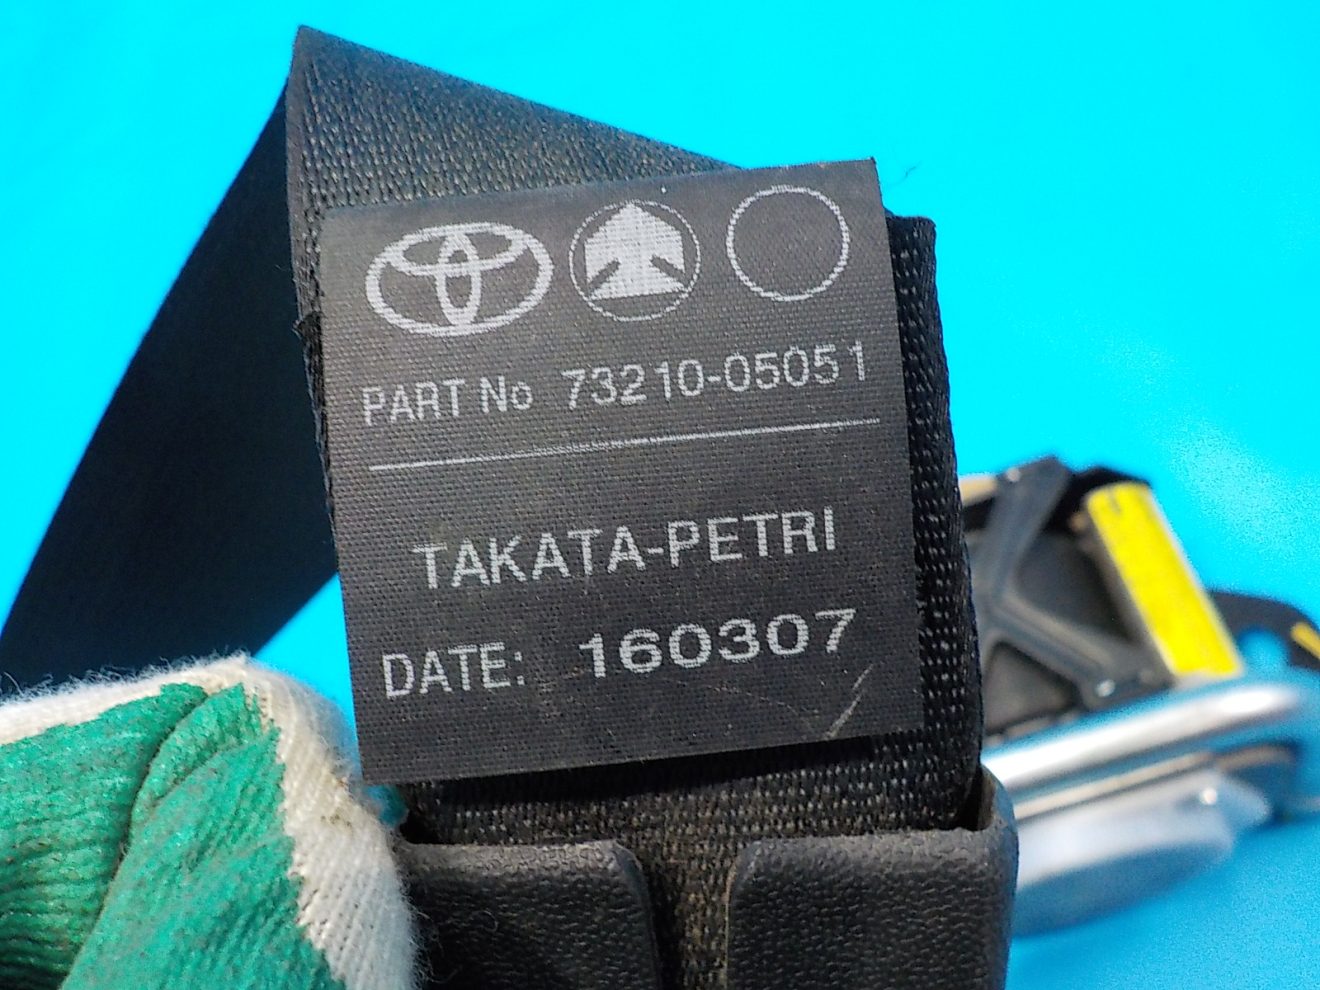 PART No 73210-05051
TAKATA-PETRI
DATE: 160307